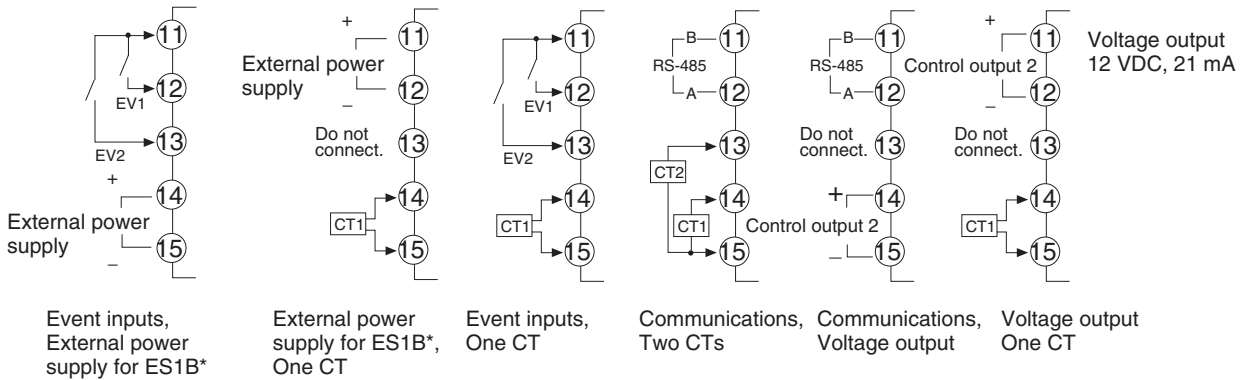 11
12
EV1
13
EV2
+
14
External power
supply
15
–
Event inputs,
External power
supply for ES1B*
+
11
External power
supply
–
12
Do not
connect.
13
14
CT1
15
External power
supply for ES1B*,
One CT
11
12
EV1
13
EV2
14
CT1
15
Event inputs,
One CT
B
11
RS-485
A
12
13
CT2
14
CT1
15
Communications,
Two CTs
B
11
RS-485
A
12
Do not
connect.
13
+
14
Control output 2
–
15
Communications,
Voltage output
+
11
Control output 2
–
12
Do not
connect.
13
14
CT1
15
Voltage output
One CT
Voltage output
12 VDC, 21 mA